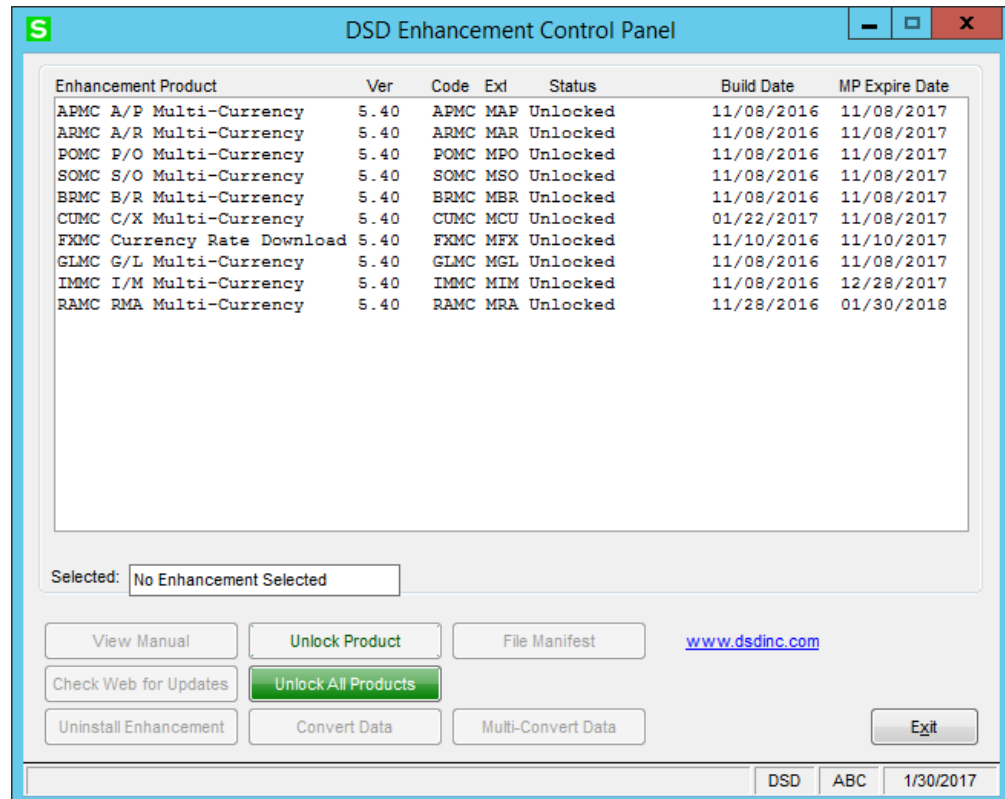 S DSD Enhancement Control Panel
Enhancement Product Ver Code Ext Status Build Date MP Expire Date
APMC A/P Multi-Currency 5.40 APMC MAP Unlocked 11/08/2016 11/08/2017
ARMC A/R Multi-Currency 5.40 ARMC MAR Unlocked 11/08/2016 11/08/2017
POMC P/O Multi-Currency 5.40 POMC MPO Unlocked 11/08/2016 11/08/2017
SOMC S/O Multi-Currency 5.40 SOMC MSO Unlocked 11/08/2016 11/08/2017
BRMC B/R Multi-Currency 5.40 BRMC MBR Unlocked 11/08/2016 11/08/2017
CUMC C/X Multi-Currency 5.40 CUMC MCU Unlocked 01/22/2017 11/08/2017
FXMC Currency Rate Download 5.40 FXMC MFX Unlocked 11/10/2016 11/10/2017
GLMC G/L Multi-Currency 5.40 GLMC MGL Unlocked 11/08/2016 11/08/2017
IMMC I/M Multi-Currency 5.40 IMMC MIM Unlocked 11/08/2016 12/28/2017
RAMC RMA Multi-Currency 5.40 RAMC MRA Unlocked 11/28/2016 01/30/2018
Selected: No Enhancement Selected
View Manual Unlock Product File Manifest www.dsdinc.com
Check Web for Updates Unlock All Products
Uninstall Enhancement Convert Data Multi-Convert Data Exit
DSD ABC 1/30/2017